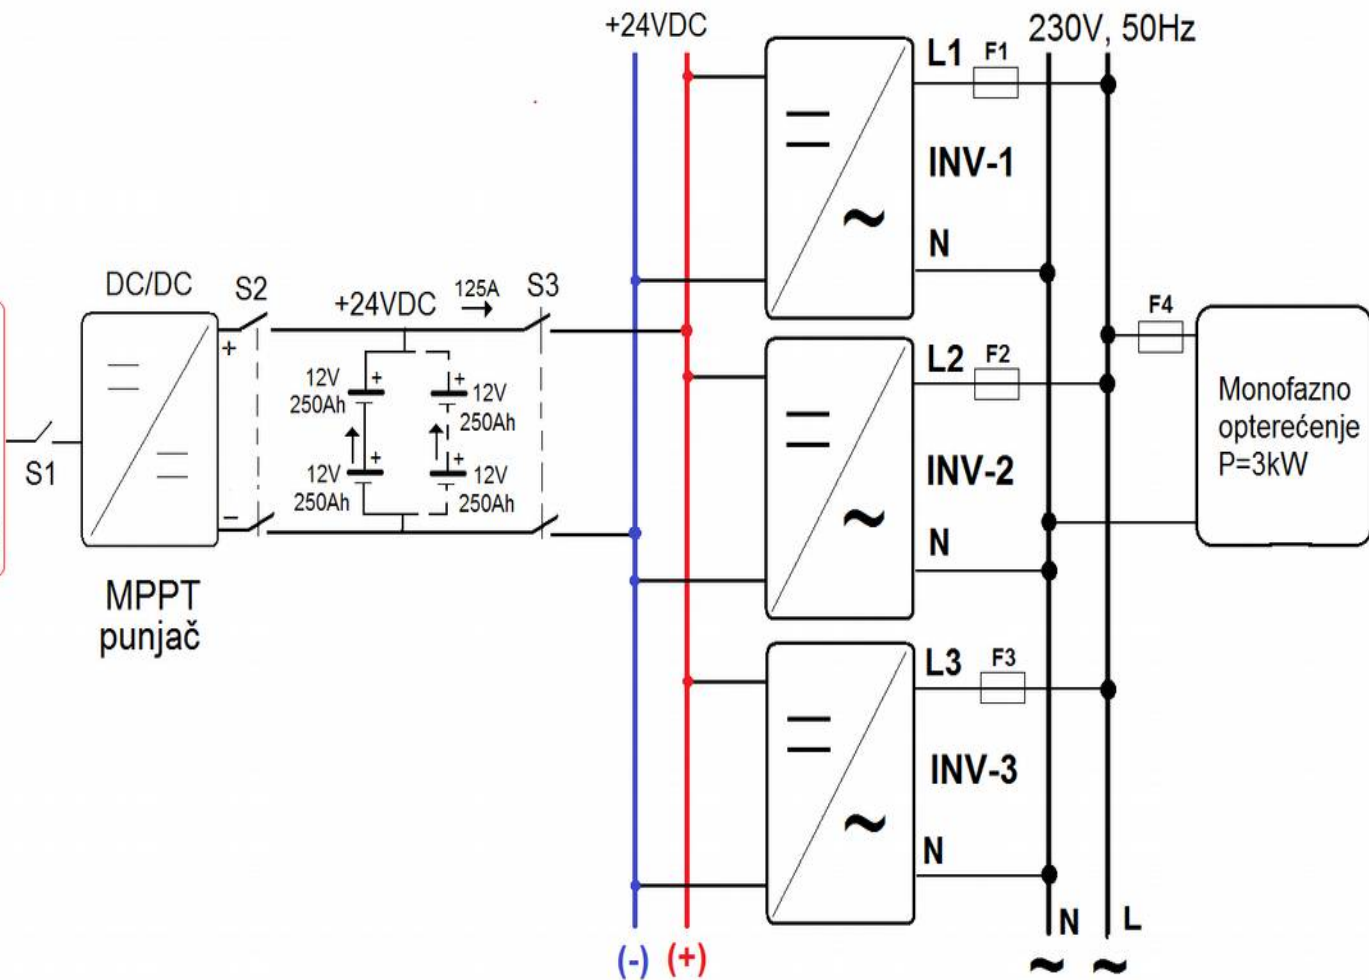 +24VDC
230V, 50Hz
L1
F1
INV-1
N
DC/DC
S2
+24VDC
125A
S3
S1
+
−
12V
250Ah
+
+
12V
250Ah
12V
250Ah
+
+
12V
250Ah
MPPT
punjač
L2
F2
INV-2
N
F4
Monofazno
opterećenje
P=3kW
L3
F3
INV-3
N
N
L
(-)
(+)
~
~